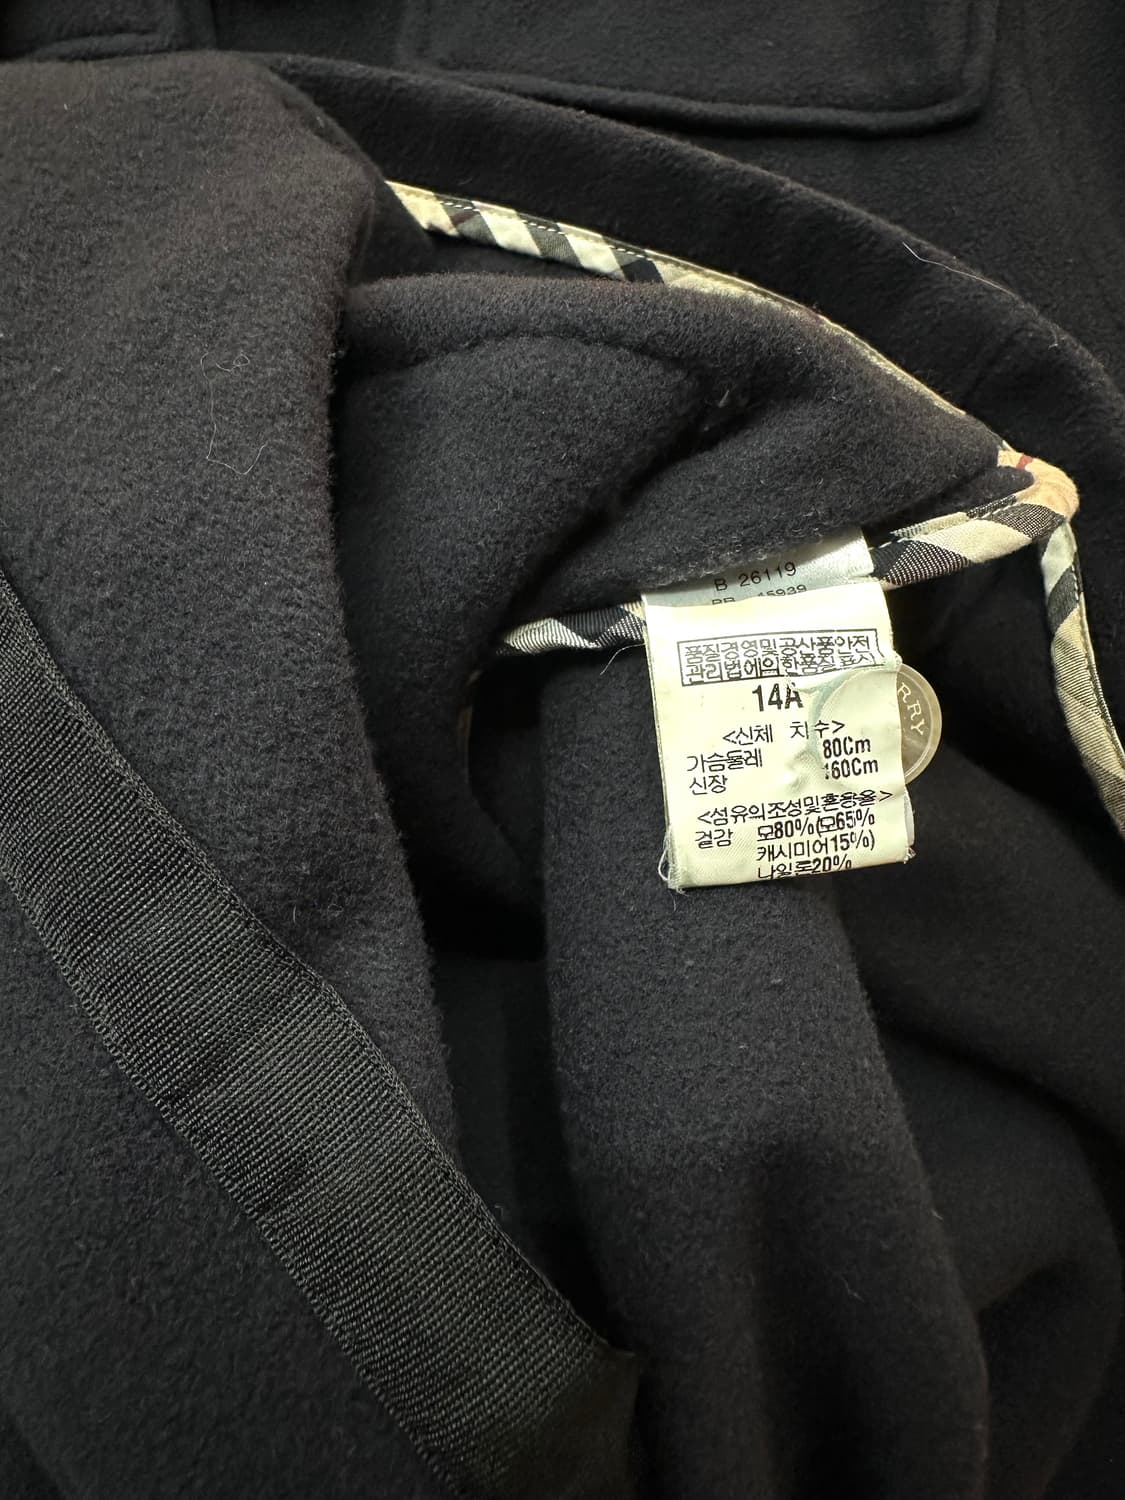 B 26119
15939
품질경영및공산품안전
관리법에의한품질표시
14A
<신체 치수>
가슴둘레 80Cm
신장 160Cm
<섬유의조성및혼용율>
겉감 모80%(모65%
캐시미어15%)
나일론20%
RRY